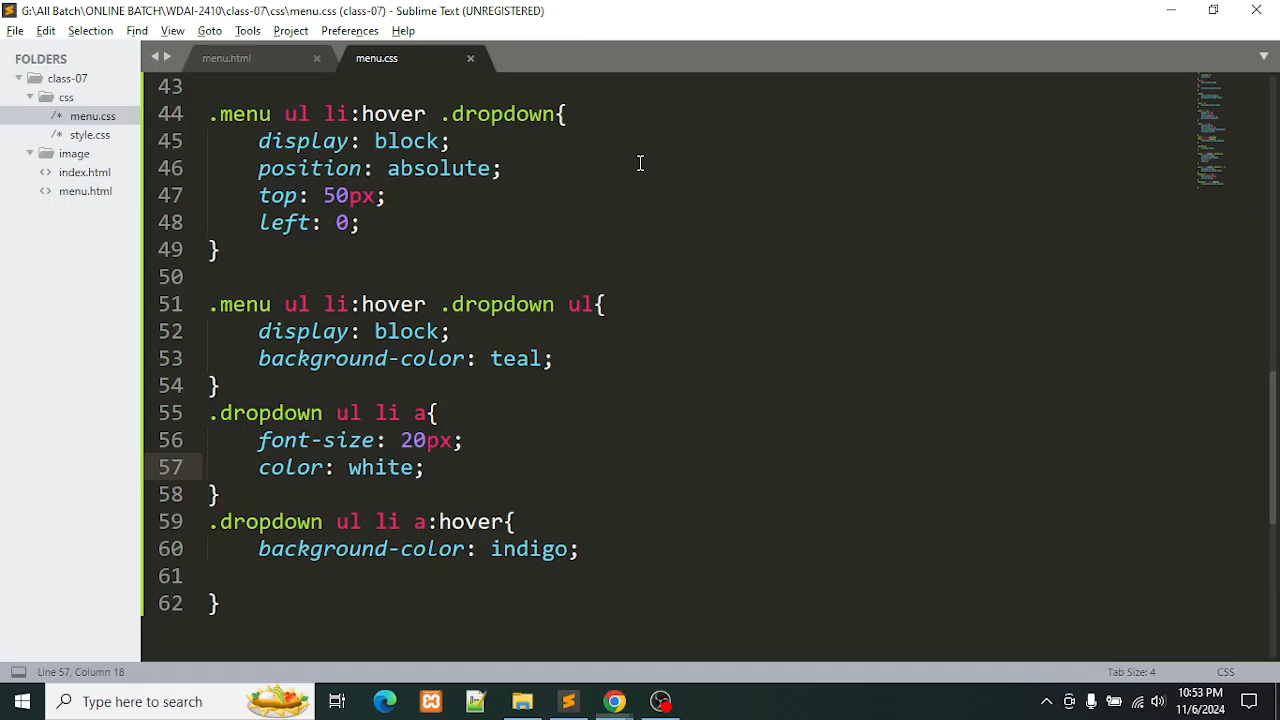 G:\All Batch\ONLINE BATCH\WDAI-2410\class-07\css\menu.css (class-07) - Sublime Text (UNREGISTERED)
File Edit Selection Find View Goto Tools Project Preferences Help
FOLDERS
class-07
css
/* menu.css
/* style.css
image
<> index.html
<> menu.html
menu.html × menu.css ×
43
44 .menu ul li:hover .dropdown{
45 display: block;
46 position: absolute;
47 top: 50px;
48 left: 0;
49 }
50
51 .menu ul li:hover .dropdown ul{
52 display: block;
53 background-color: teal;
54 }
55 .dropdown ul li a{
56 font-size: 20px;
57 color: white;
58 }
59 .dropdown ul li a:hover{
60 background-color: indigo;
61
62 }
Line 57, Column 18 Tab Size: 4 CSS
Type here to search
10:53 PM
11/6/2024